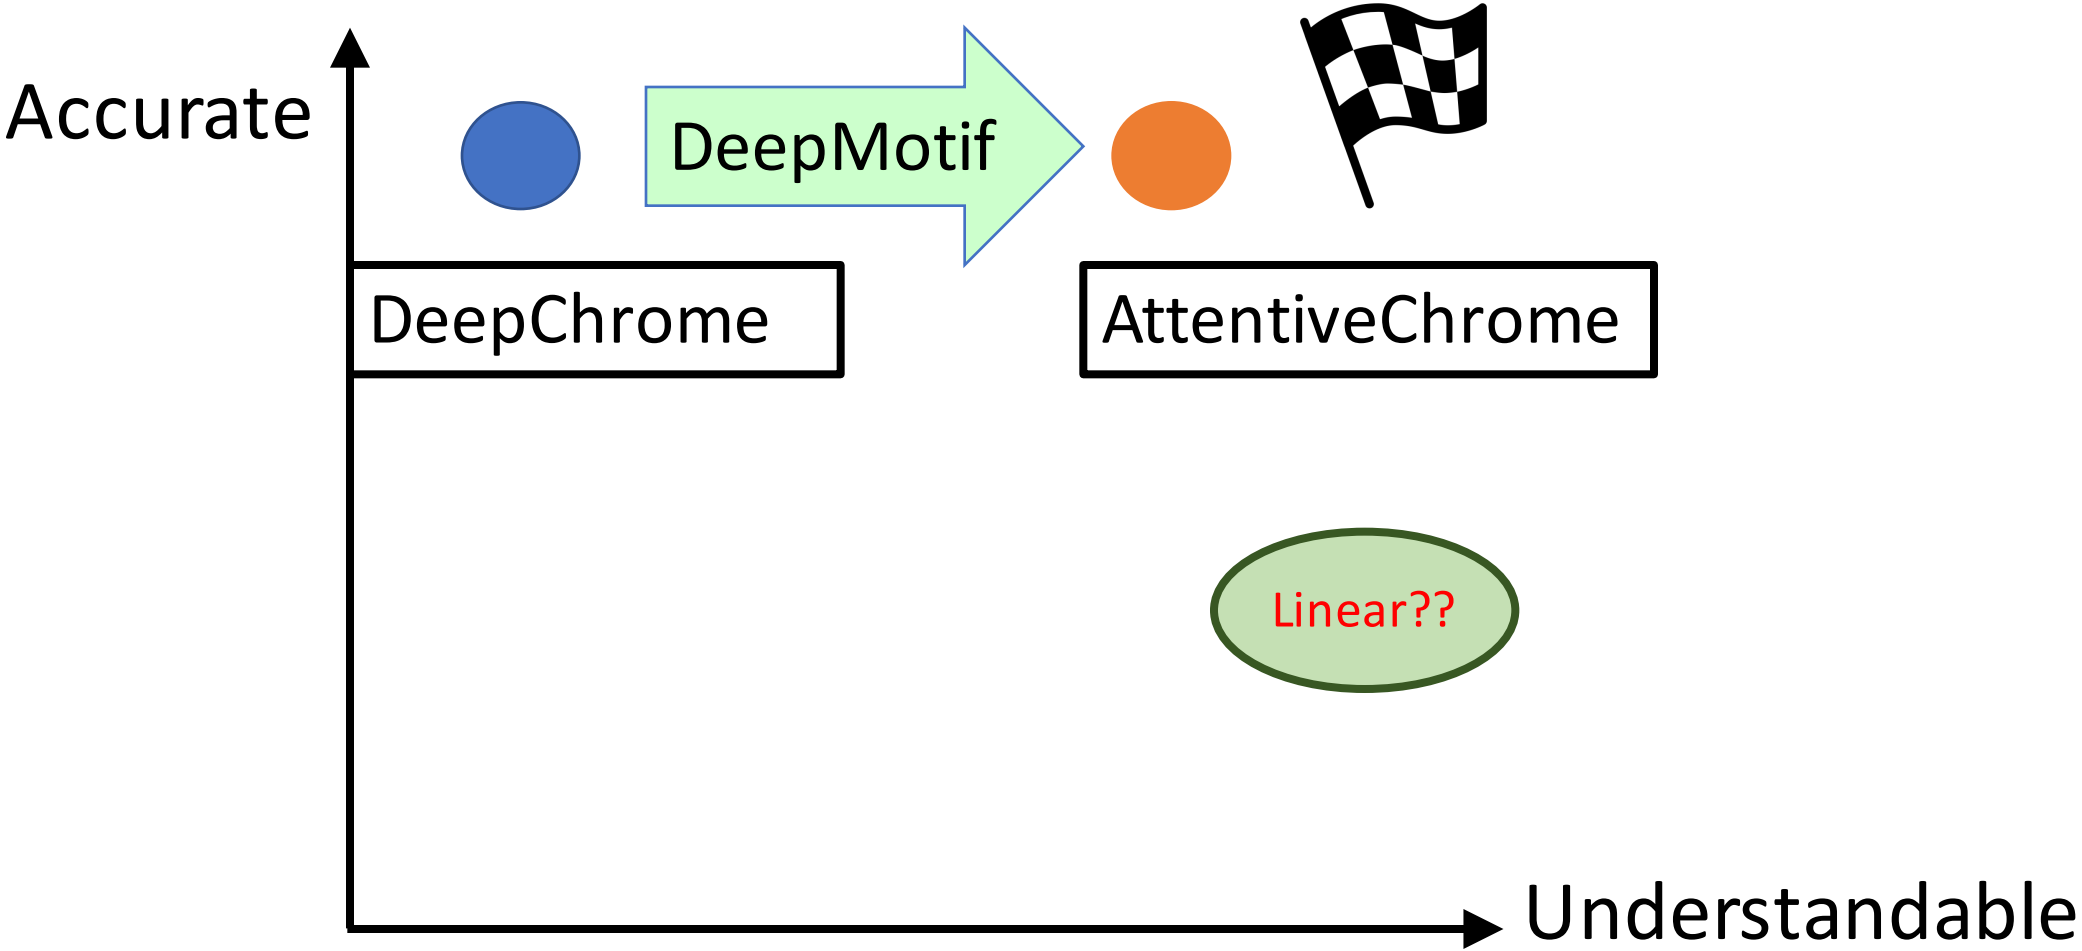 Accurate
DeepMotif
DeepChrome
AttentiveChrome
Linear??
Understandable